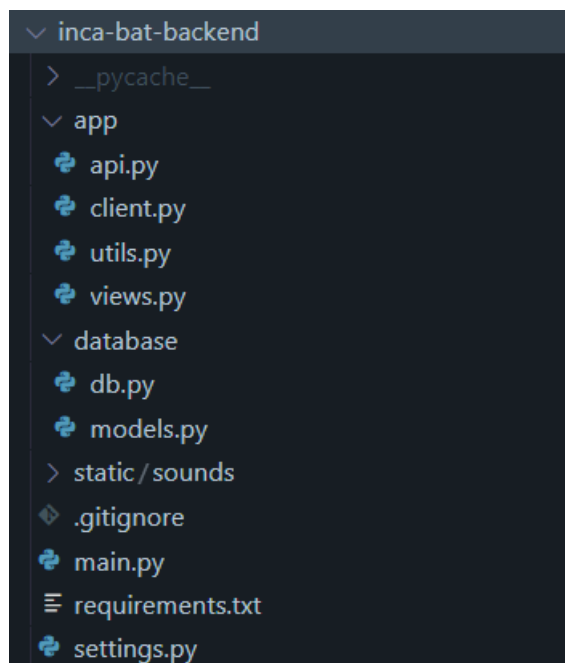 inca-bat-backend
__pycache__
app
api.py
client.py
utils.py
views.py
database
db.py
models.py
static/sounds
.gitignore
main.py
requirements.txt
settings.py